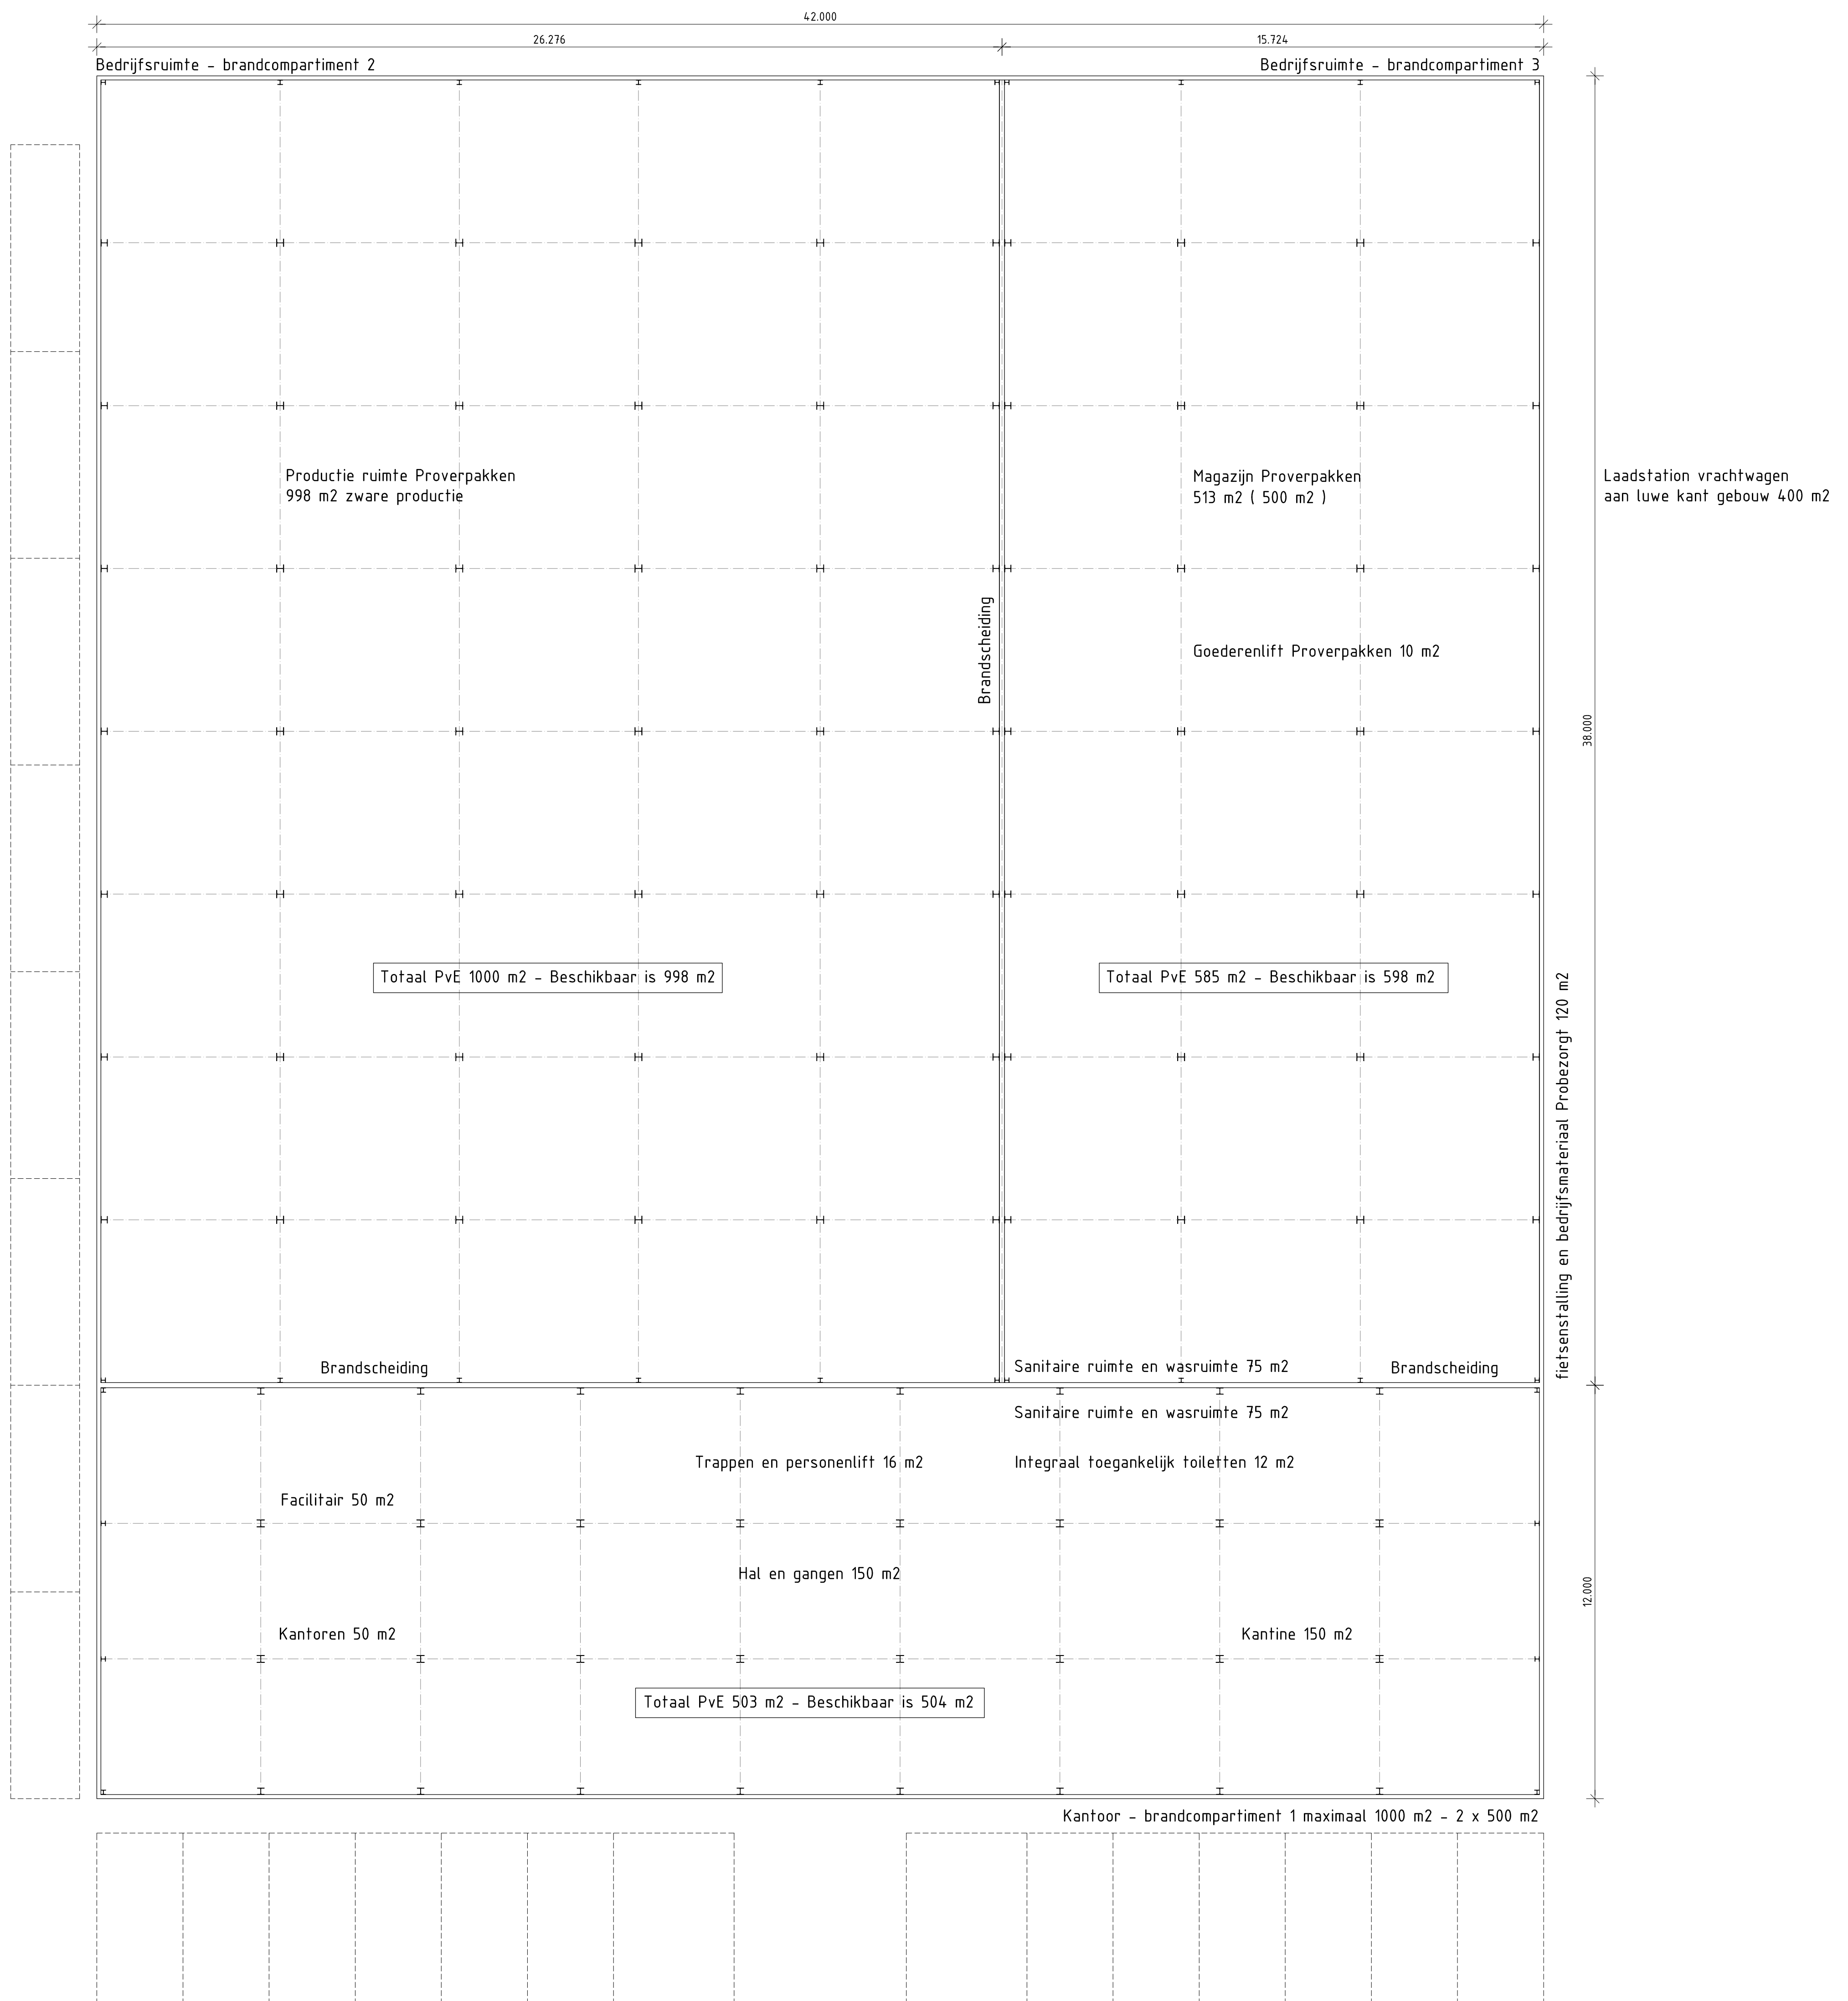 42.000
26.276
15.724
Bedrijfsruimte - brandcompartiment 2
Bedrijfsruimte - brandcompartiment 3
Productie ruimte Proverpakken
998 m2 zware productie
Magazijn Proverpakken
513 m2 ( 500 m2 )
Laadstation vrachtwagen
aan luwe kant gebouw 400 m2
Brandscheiding
Goederenlift Proverpakken 10 m2
38.000
Totaal PvE 1000 m2 - Beschikbaar is 998 m2
Totaal PvE 585 m2 - Beschikbaar is 598 m2
fietsenstalling en bedrijfsmateriaal Probezorgt 120 m2
Brandscheiding
Sanitaire ruimte en wasruimte 75 m2
Brandscheiding
Sanitaire ruimte en wasruimte 75 m2
Trappen en personenlift 16 m2
Integraal toegankelijk toiletten 12 m2
Facilitair 50 m2
Hal en gangen 150 m2
12.000
Kantoren 50 m2
Kantine 150 m2
Totaal PvE 503 m2 - Beschikbaar is 504 m2
Kantoor - brandcompartiment 1 maximaal 1000 m2 - 2 x 500 m2